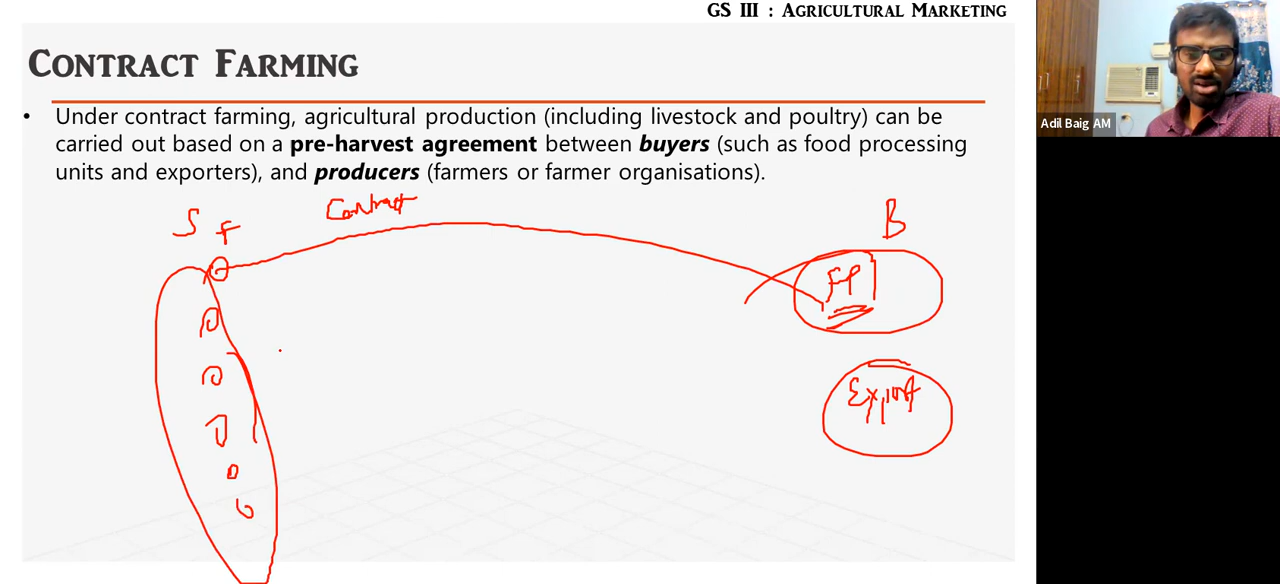 GS III : Agricultural Marketing
Contract Farming
• Under contract farming, agricultural production (including livestock and poultry) can be
carried out based on a pre-harvest agreement between buyers (such as food processing
units and exporters), and producers (farmers or farmer organisations).
Contract
S F
B
FP
Export
Adil Baig AM